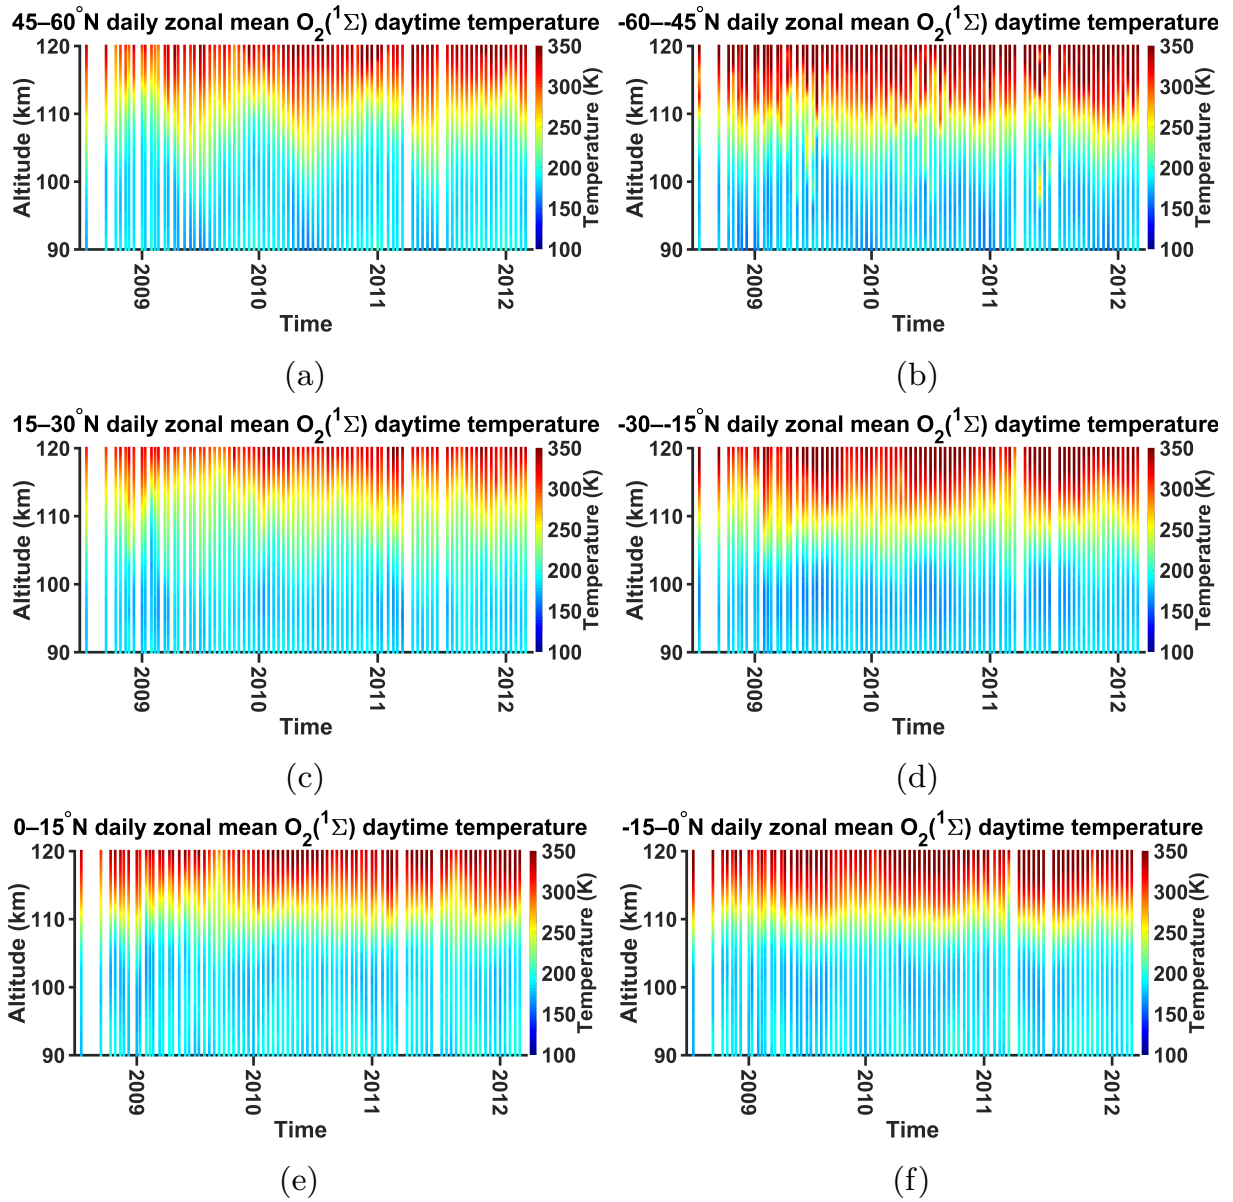 45–60°N daily zonal mean O2(1Σ) daytime temperature
120
110
100
90
Altitude (km)
2009
2010
2011
2012
Time
350
300
250
200
150
100
Temperature (K)
(a)
-60–-45°N daily zonal mean O2(1Σ) daytime temperature
120
110
100
90
Altitude (km)
2009
2010
2011
2012
Time
350
300
250
200
150
100
Temperature (K)
(b)
15–30°N daily zonal mean O2(1Σ) daytime temperature
120
110
100
90
Altitude (km)
2009
2010
2011
2012
Time
350
300
250
200
150
100
Temperature (K)
(c)
-30–-15°N daily zonal mean O2(1Σ) daytime temperature
120
110
100
90
Altitude (km)
2009
2010
2011
2012
Time
350
300
250
200
150
100
Temperature (K)
(d)
0–15°N daily zonal mean O2(1Σ) daytime temperature
120
110
100
90
Altitude (km)
2009
2010
2011
2012
Time
350
300
250
200
150
100
Temperature (K)
(e)
-15–0°N daily zonal mean O2(1Σ) daytime temperature
120
110
100
90
Altitude (km)
2009
2010
2011
2012
Time
350
300
250
200
150
100
Temperature (K)
(f)